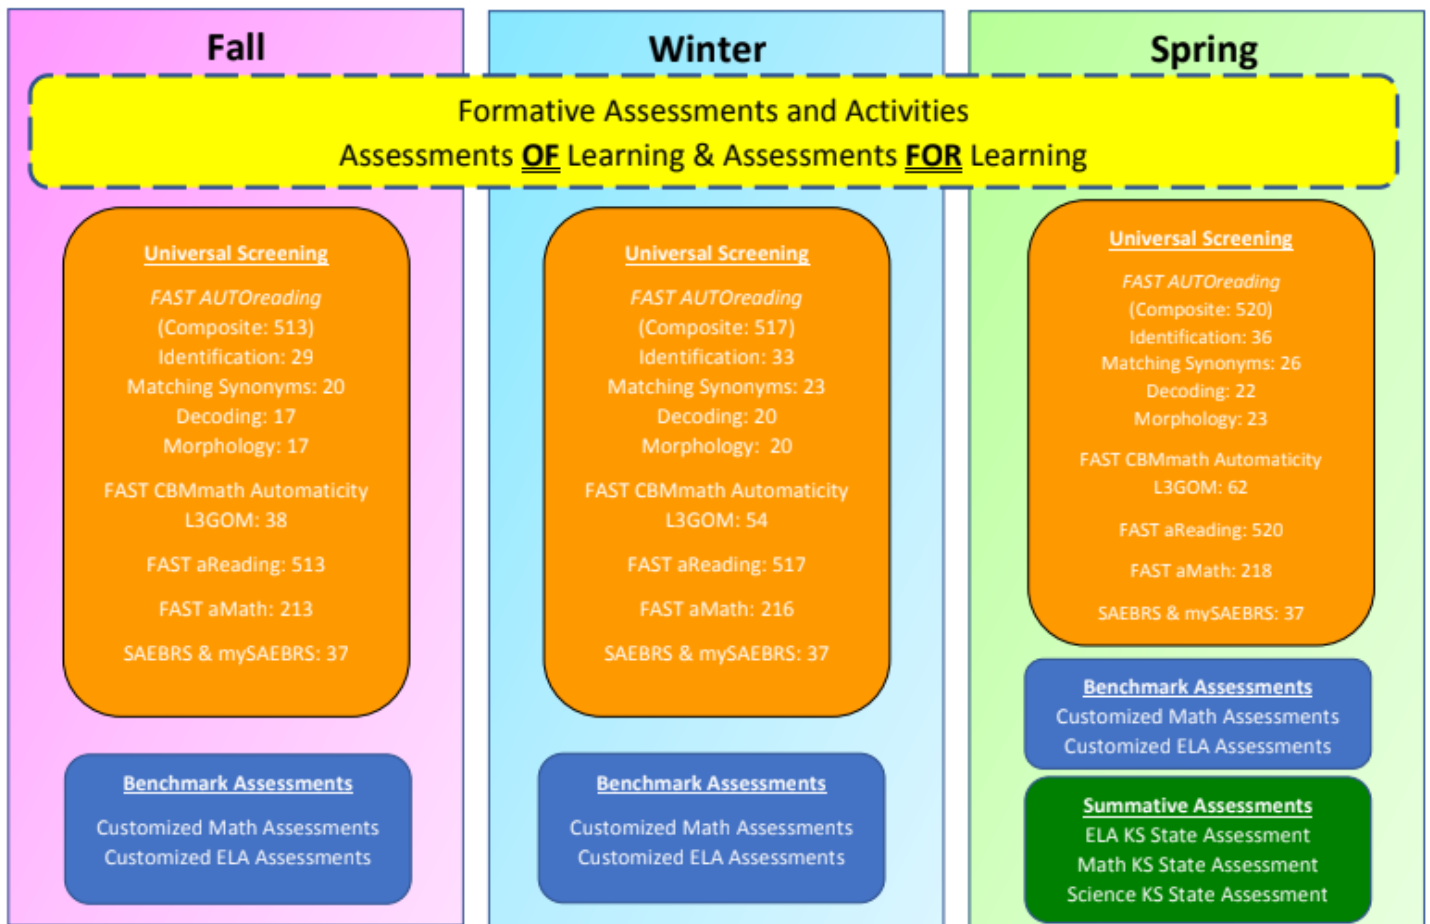 Fall
Winter
Spring
Formative Assessments and Activities
Assessments OF Learning & Assessments FOR Learning
Universal Screening
FAST AUTOreading
(Composite: 513)
Identification: 29
Matching Synonyms: 20
Decoding: 17
Morphology: 17
FAST CBMmath Automaticity
L3GOM: 38
FAST aReading: 513
FAST aMath: 213
SAEBRS & mySAEBRS: 37
Benchmark Assessments
Customized Math Assessments
Customized ELA Assessments
Universal Screening
FAST AUTOreading
(Composite: 517)
Identification: 33
Matching Synonyms: 23
Decoding: 20
Morphology: 20
FAST CBMmath Automaticity
L3GOM: 54
FAST aReading: 517
FAST aMath: 216
SAEBRS & mySAEBRS: 37
Benchmark Assessments
Customized Math Assessments
Customized ELA Assessments
Universal Screening
FAST AUTOreading
(Composite: 520)
Identification: 36
Matching Synonyms: 26
Decoding: 22
Morphology: 23
FAST CBMmath Automaticity
L3GOM: 62
FAST aReading: 520
FAST aMath: 218
SAEBRS & mySAEBRS: 37
Benchmark Assessments
Customized Math Assessments
Customized ELA Assessments
Summative Assessments
ELA KS State Assessment
Math KS State Assessment
Science KS State Assessment